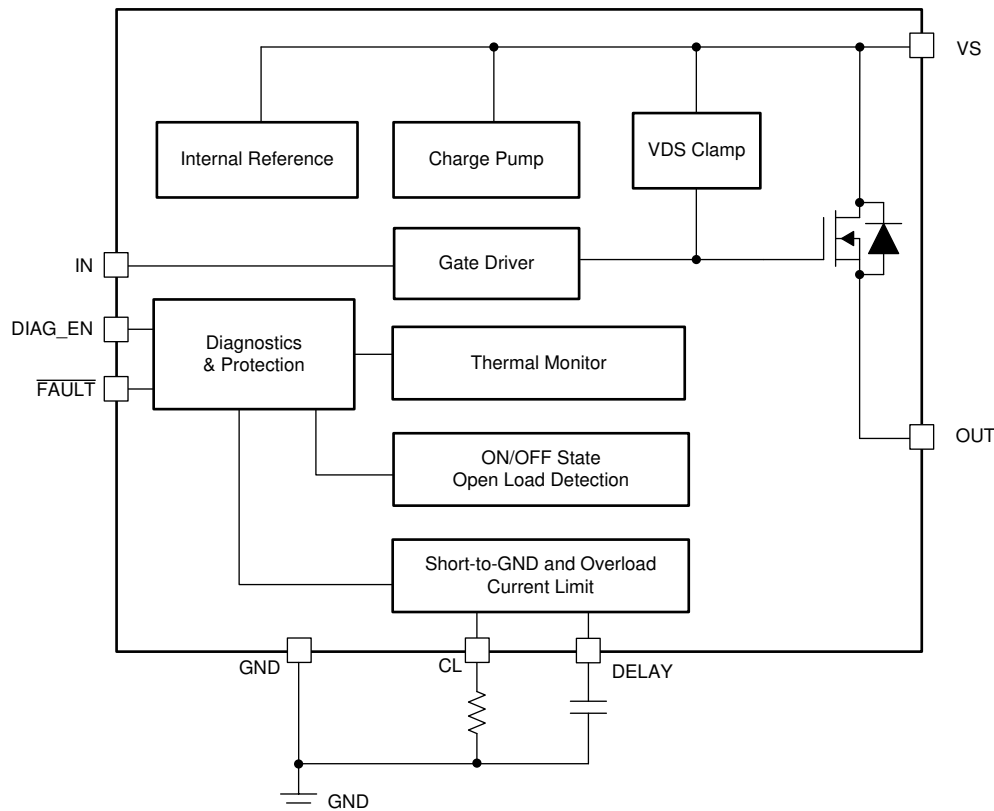 VS
Internal Reference
Charge Pump
VDS Clamp
IN
Gate Driver
DIAG_EN
Diagnostics
& Protection
Thermal Monitor
FAULT
OUT
ON/OFF State
Open Load Detection
Short-to-GND and Overload
Current Limit
GND
CL
DELAY
GND